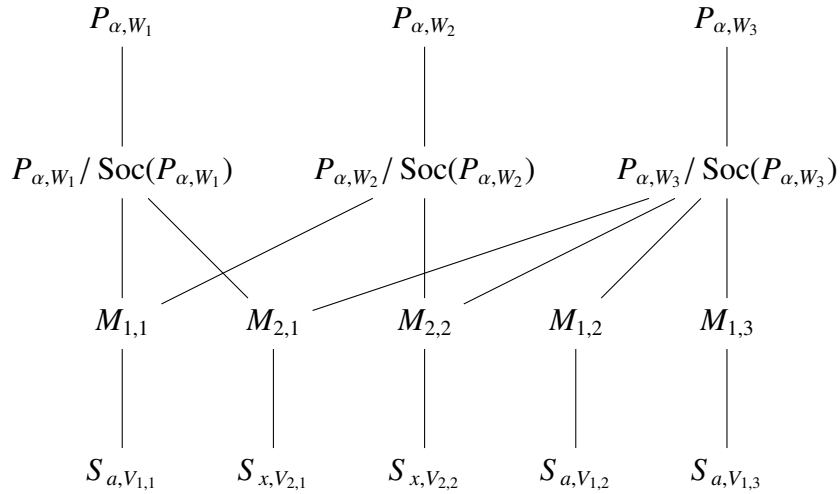 P_{α,W_1} P_{α,W_2} P_{α,W_3}
P_{α,W_1} / Soc(P_{α,W_1}) P_{α,W_2} / Soc(P_{α,W_2}) P_{α,W_3} / Soc(P_{α,W_3})
M_{1,1} M_{2,1} M_{2,2} M_{1,2} M_{1,3}
S_{a,V_{1,1}} S_{x,V_{2,1}} S_{x,V_{2,2}} S_{a,V_{1,2}} S_{a,V_{1,3}}